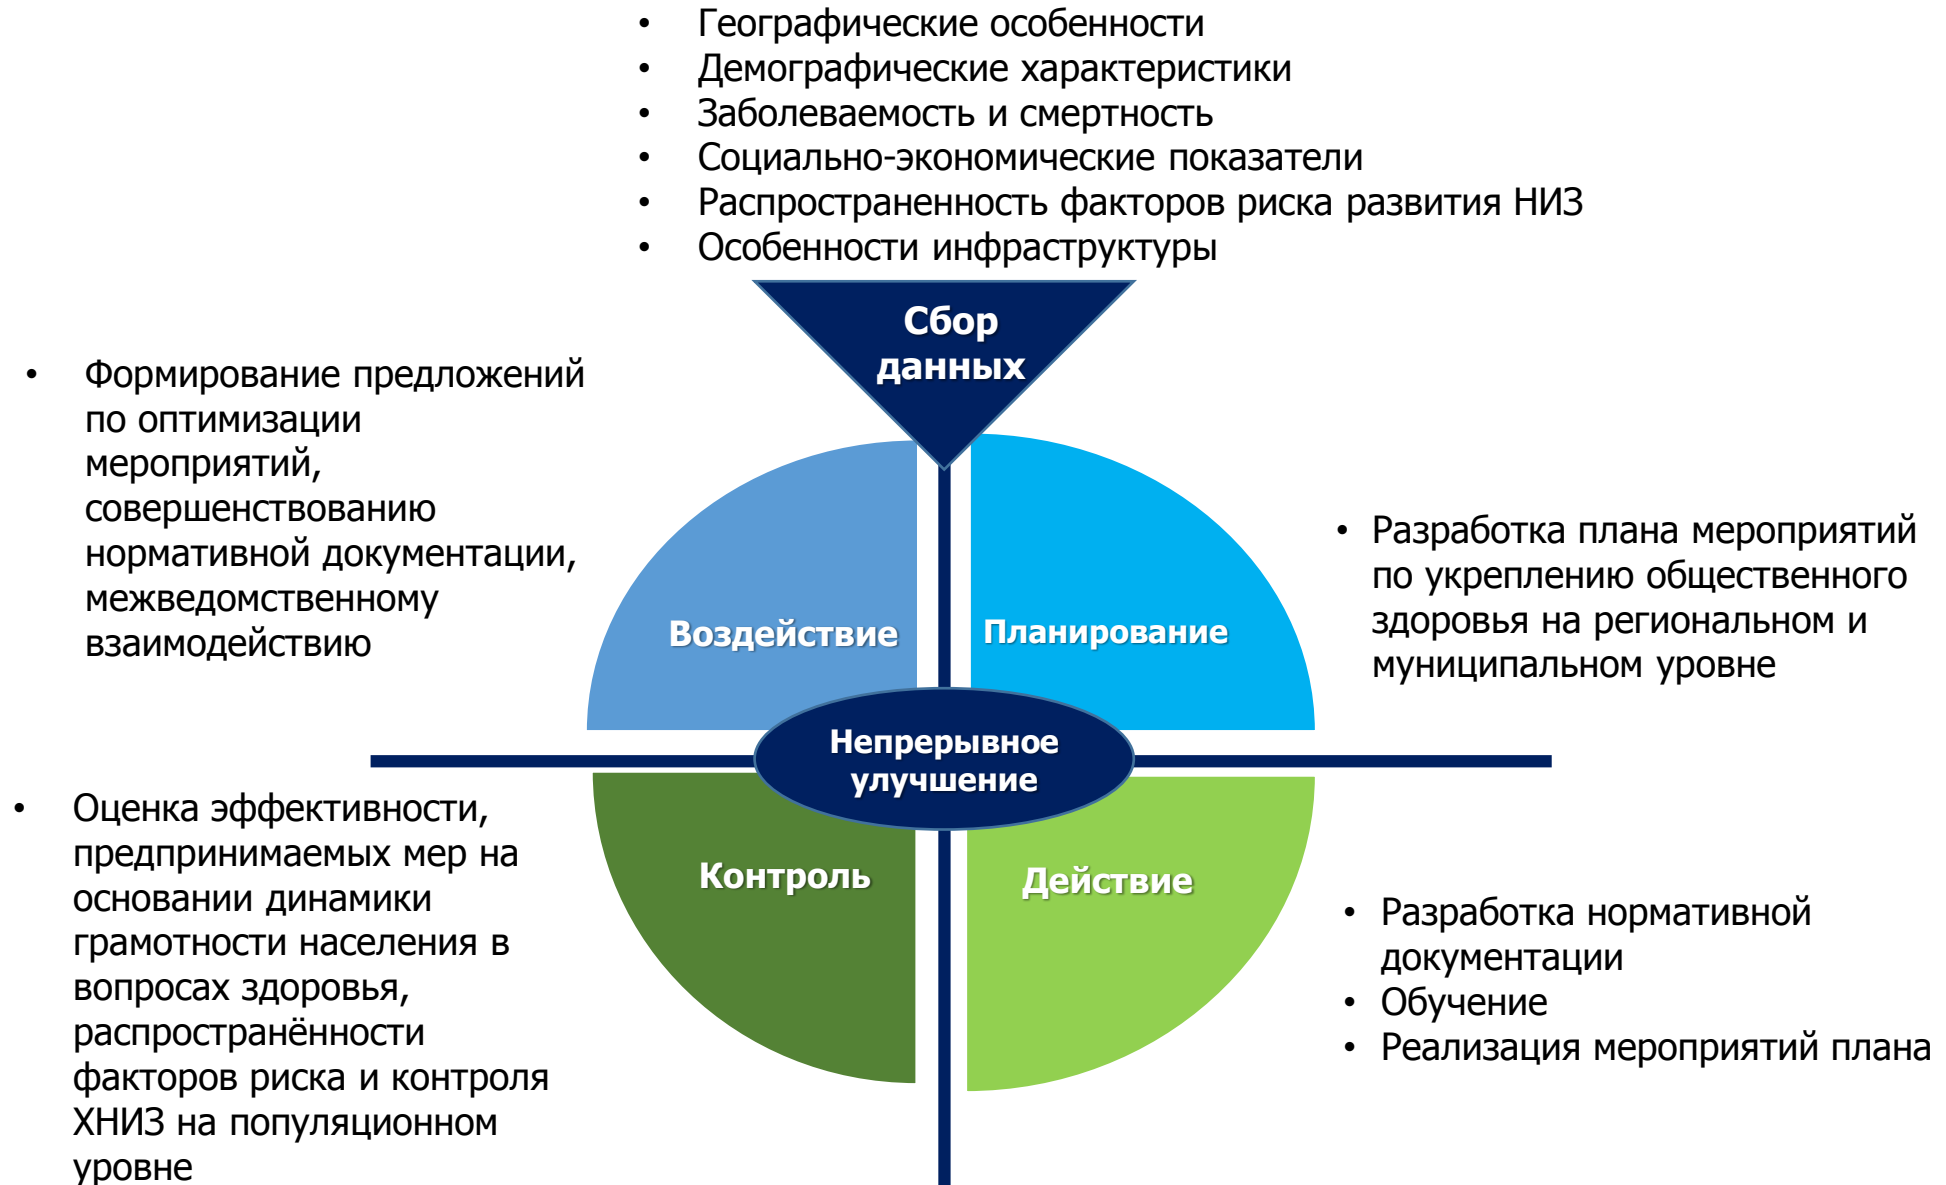 • Географические особенности
• Демографические характеристики
• Заболеваемость и смертность
• Социально-экономические показатели
• Распространенность факторов риска развития НИЗ
• Особенности инфраструктуры
Сбор
данных
• Формирование предложений
по оптимизации
мероприятий,
совершенствованию
нормативной документации,
межведомственному
взаимодействию
Воздействие
Планирование
• Разработка плана мероприятий
по укреплению общественного
здоровья на региональном и
муниципальном уровне
Непрерывное
улучшение
• Оценка эффективности,
предпринимаемых мер на
основании динамики
грамотности населения в
вопросах здоровья,
распространённости
факторов риска и контроля
ХНИЗ на популяционном
уровне
Контроль
Действие
• Разработка нормативной
документации
• Обучение
• Реализация мероприятий плана